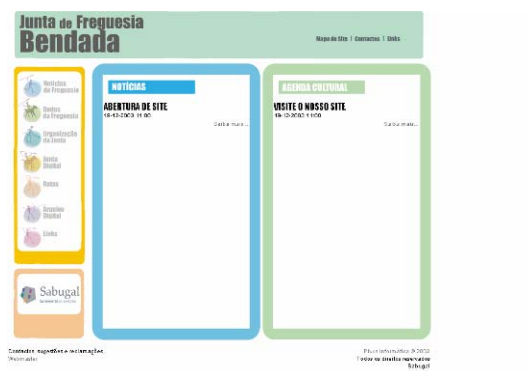 Junta de Freguesia
Bendada
Mapa do Site | Contactos | Links
Notícias
da Freguesia
Dados
da Freguesia
Organização
da Junta
Junta
Digital
Rotas
Arquivo
Digital
Links
Sabugal
NOTÍCIAS
ABERTURA DE SITE
Saiba mais...
AGENDA CULTURAL
VISITE O NOSSO SITE
Saiba mais...
Contactos, sugestões e reclamações
Webmaster
Todos os direitos reservados
Sabugal